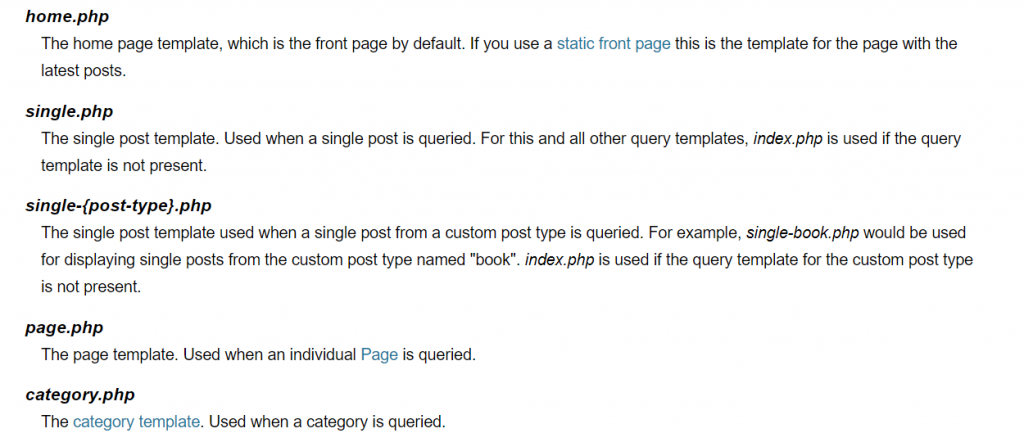 home.php
The home page template, which is the front page by default. If you use a static front page this is the template for the page with the
latest posts.
single.php
The single post template. Used when a single post is queried. For this and all other query templates, index.php is used if the query
template is not present.
single-{post-type}.php
The single post template used when a single post from a custom post type is queried. For example, single-book.php would be used
for displaying single posts from the custom post type named "book". index.php is used if the query template for the custom post type
is not present.
page.php
The page template. Used when an individual Page is queried.
category.php
The category template. Used when a category is queried.